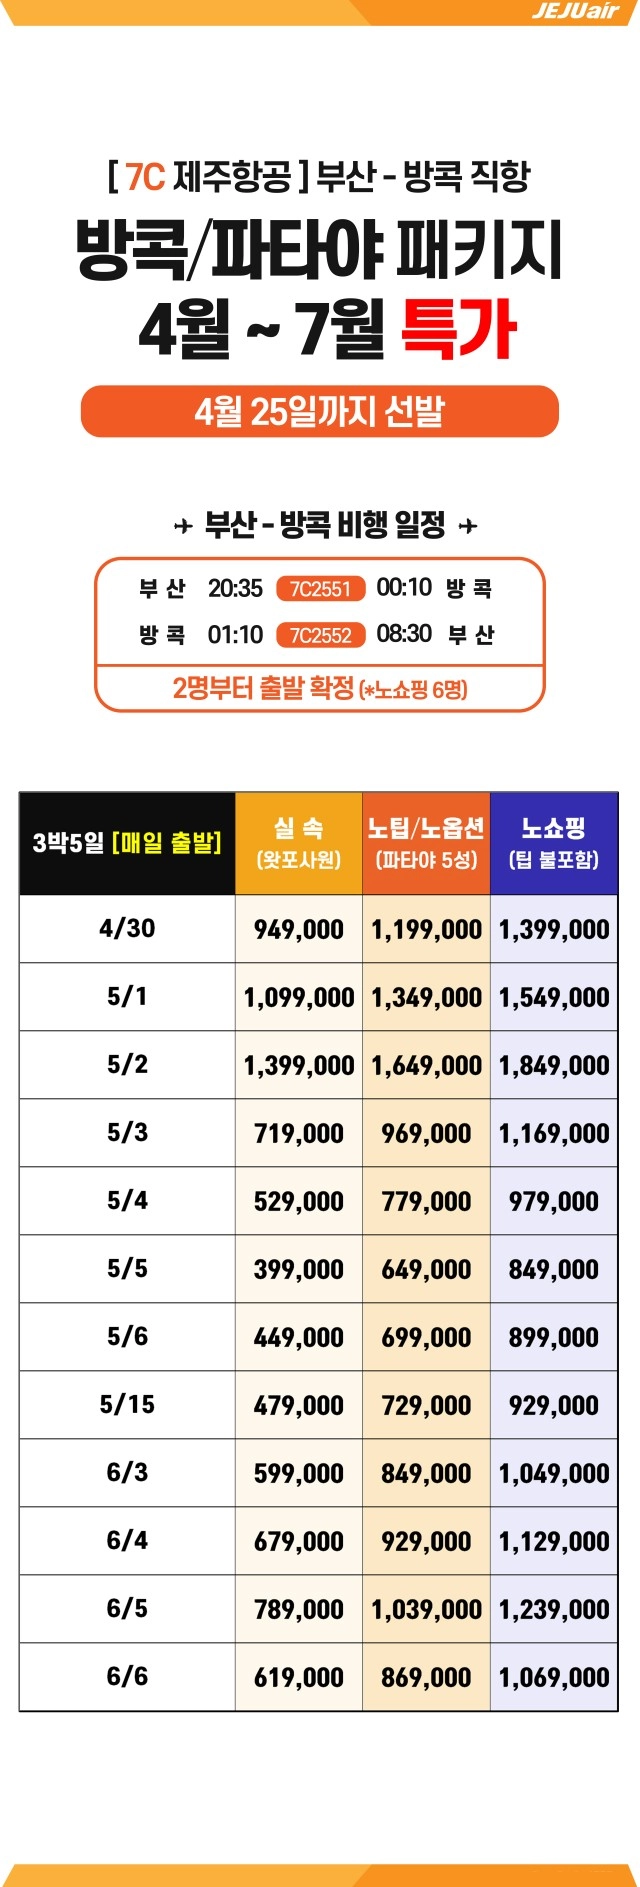 JEJUair
[ 7C 제주항공 ] 부산 - 방콕 직항
방콕/파타야 패키지
4월 ~ 7월 특가
4월 25일까지 선발
부산 - 방콕 비행 일정
부 산 20:35 7C2551 00:10 방 콕
방 콕 01:10 7C2552 08:30 부 산
2명부터 출발 확정 (*노쇼핑 6명)
3박5일 [매일 출발] 실 속 (왓포사원) 노팁/노옵션 (파타야 5성) 노쇼핑 (팁 불포함)
4/30 949,000 1,199,000 1,399,000
5/1 1,099,000 1,349,000 1,549,000
5/2 1,399,000 1,649,000 1,849,000
5/3 719,000 969,000 1,169,000
5/4 529,000 779,000 979,000
5/5 399,000 649,000 849,000
5/6 449,000 699,000 899,000
5/15 479,000 729,000 929,000
6/3 599,000 849,000 1,049,000
6/4 679,000 929,000 1,129,000
6/5 789,000 1,039,000 1,239,000
6/6 619,000 869,000 1,069,000